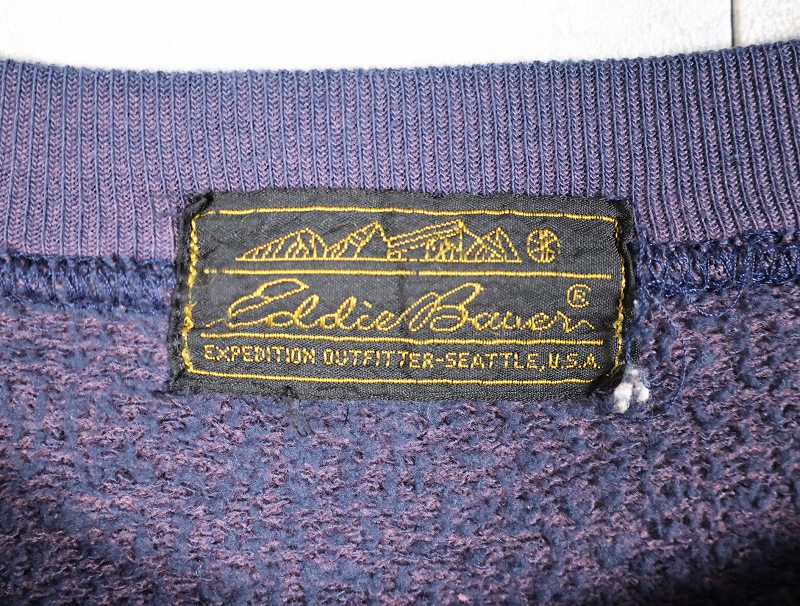 Eddie Bauer ®
EXPEDITION OUTFITTER-SEATTLE, U.S.A.